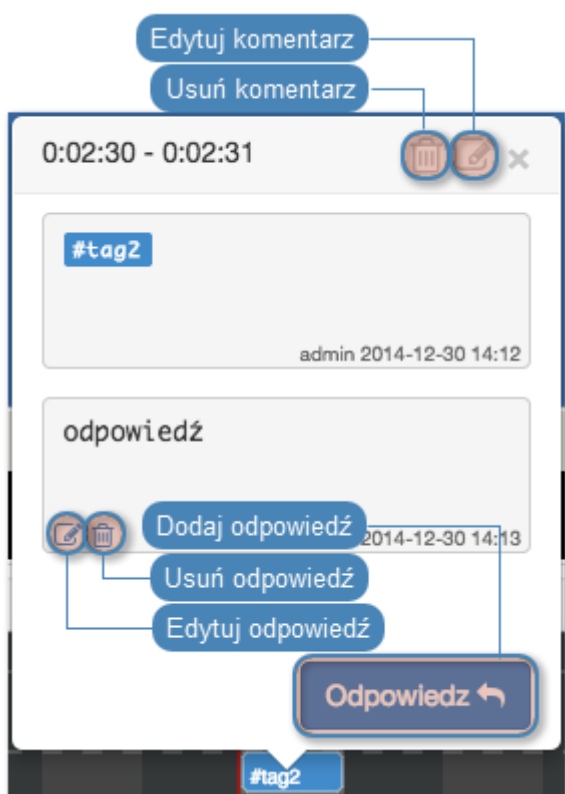 Edytuj komentarz
Usuń komentarz
0:02:30 - 0:02:31
#tag2
admin 2014-12-30 14:12
odpowiedź
Dodaj odpowiedź
2014-12-30 14:13
Usuń odpowiedź
Edytuj odpowiedź
Odpowiedz
#tag2